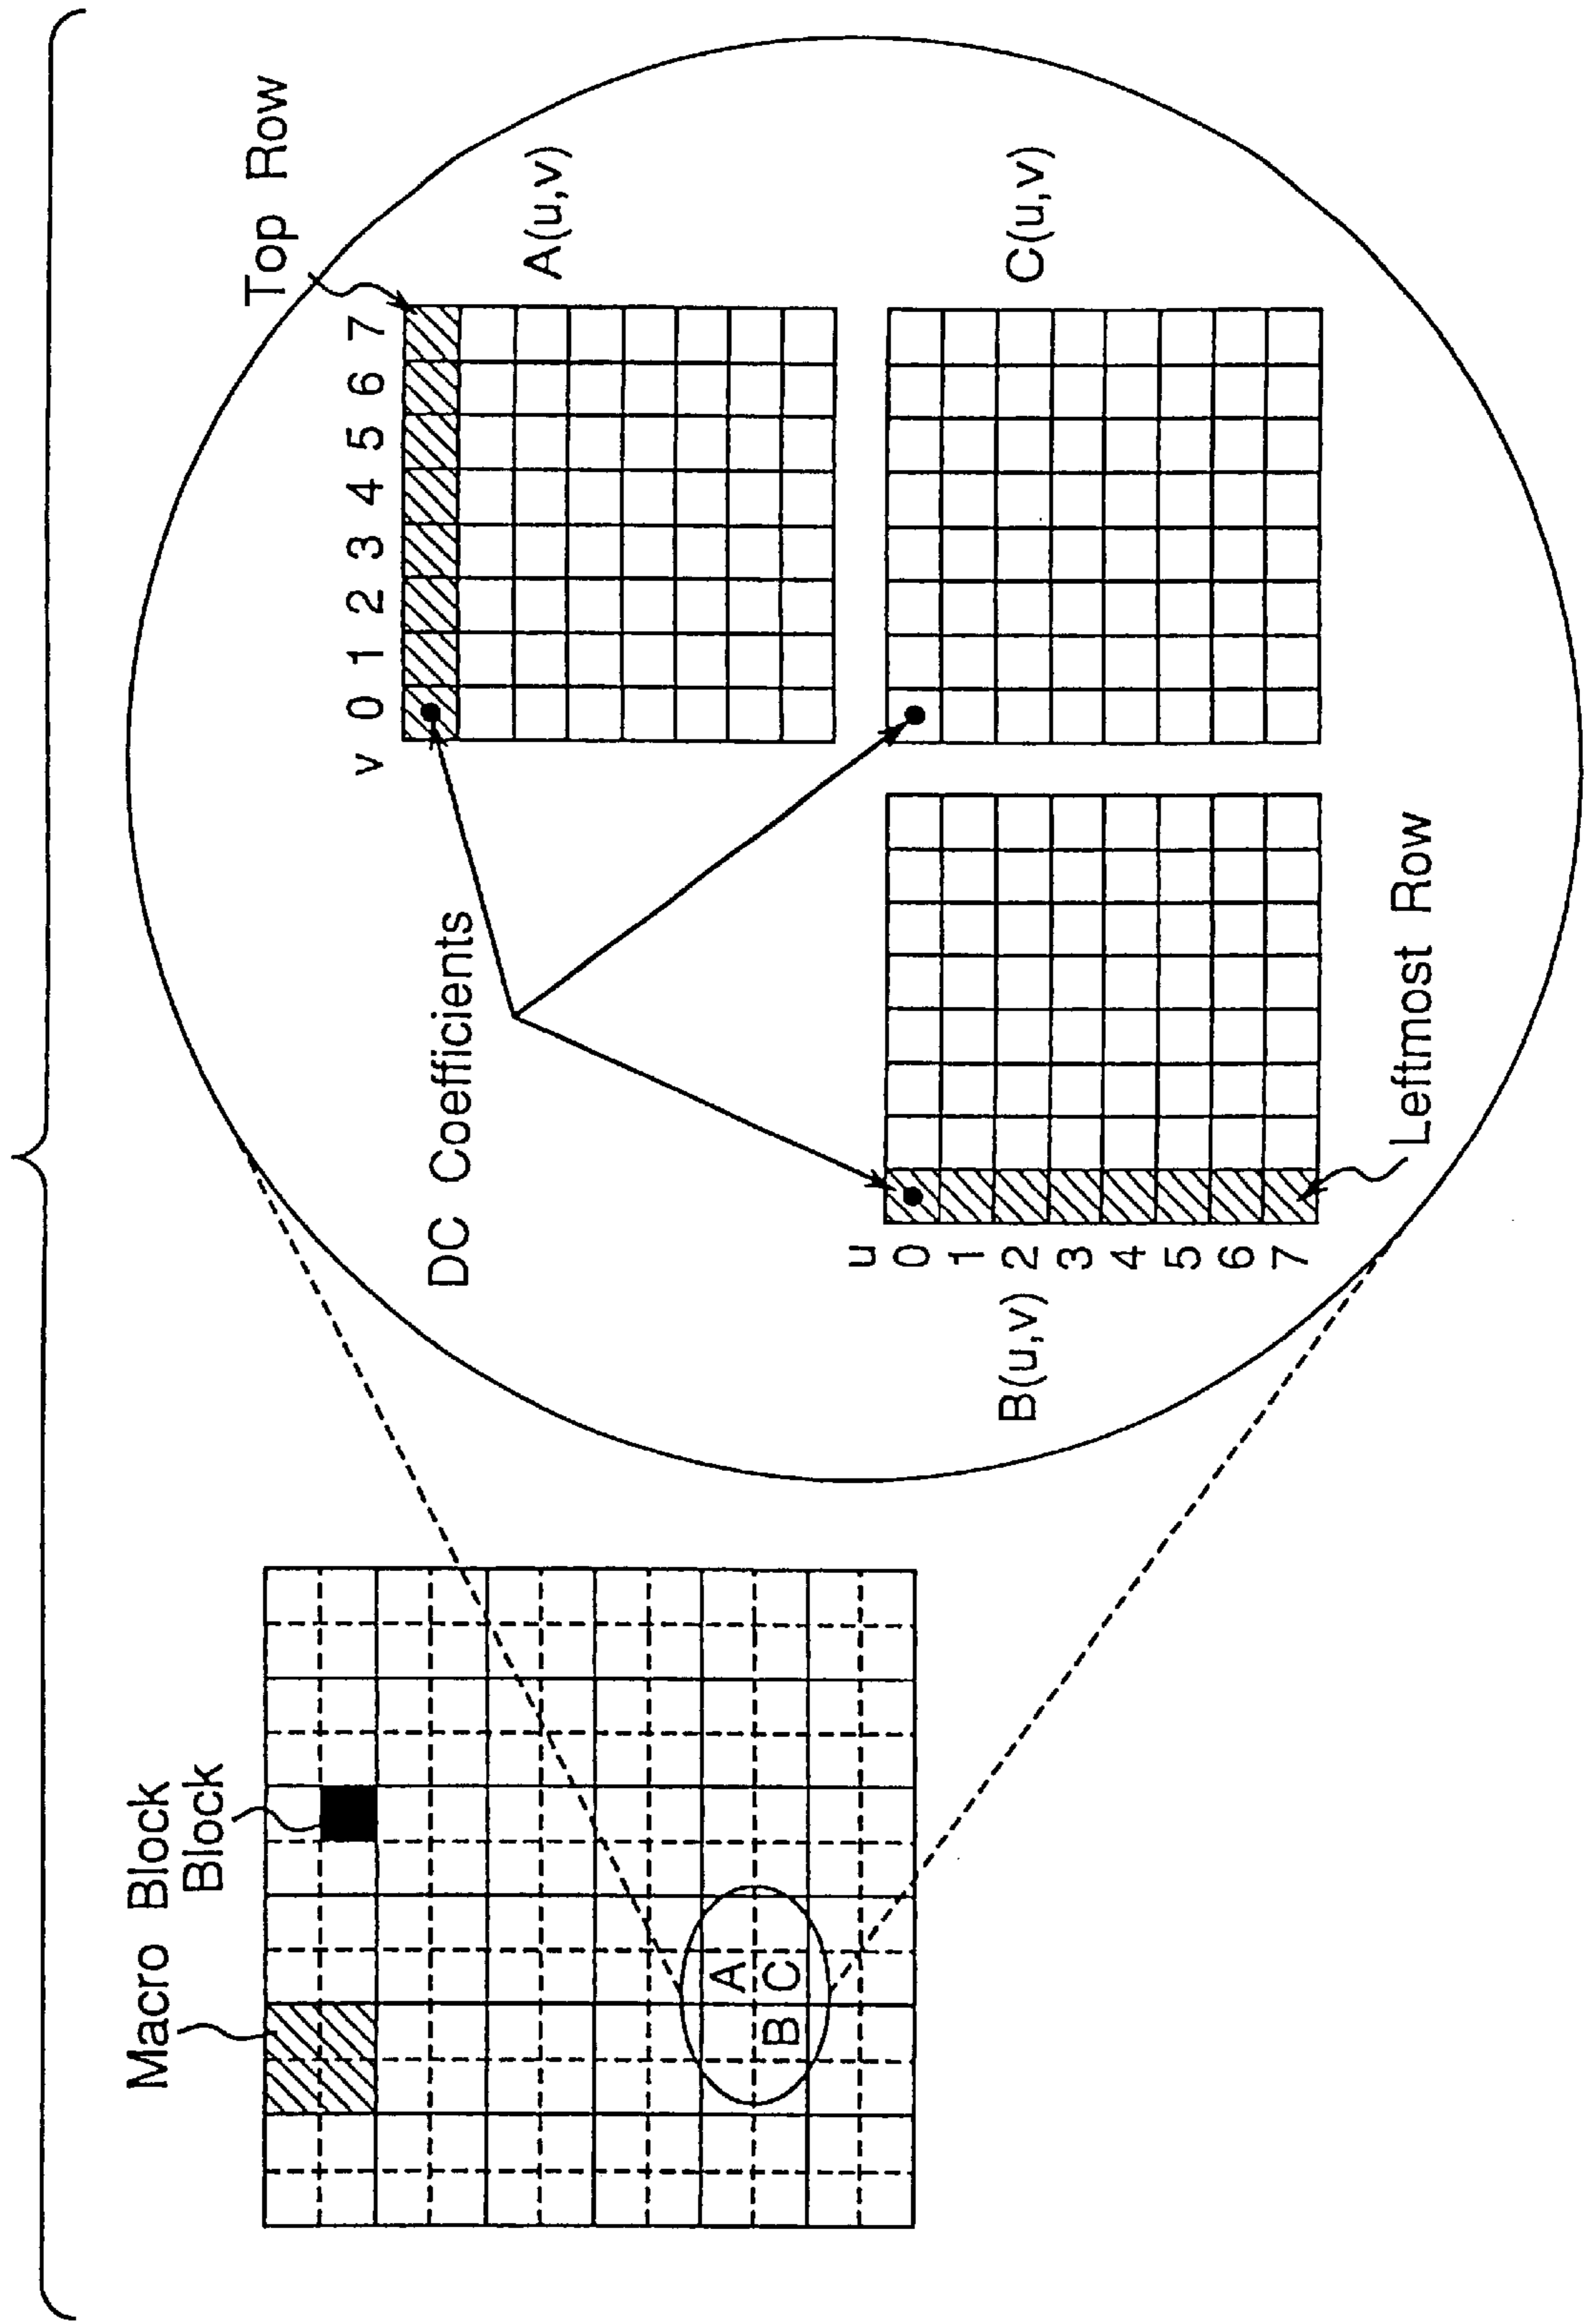 Macro Block
Block
A
B C
Top Row
v 0 1 2 3 4 5 6 7
A(u,v)
DC Coefficients
C(u,v)
u
0
1
2
3
4
5
6
7
B(u,v)
Leftmost Row